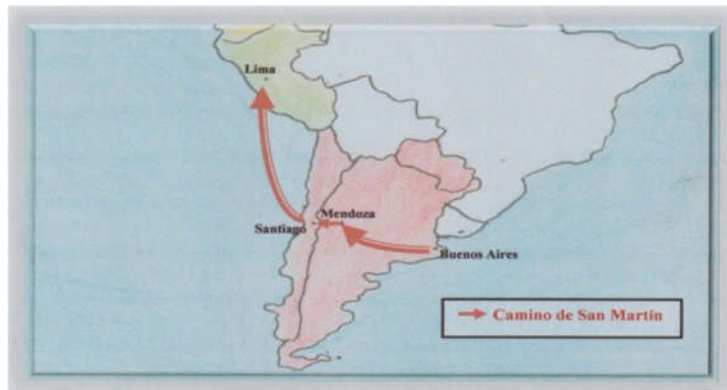 Lima
Mendoza
Santiago
Buenos Aires
Camino de San Martín